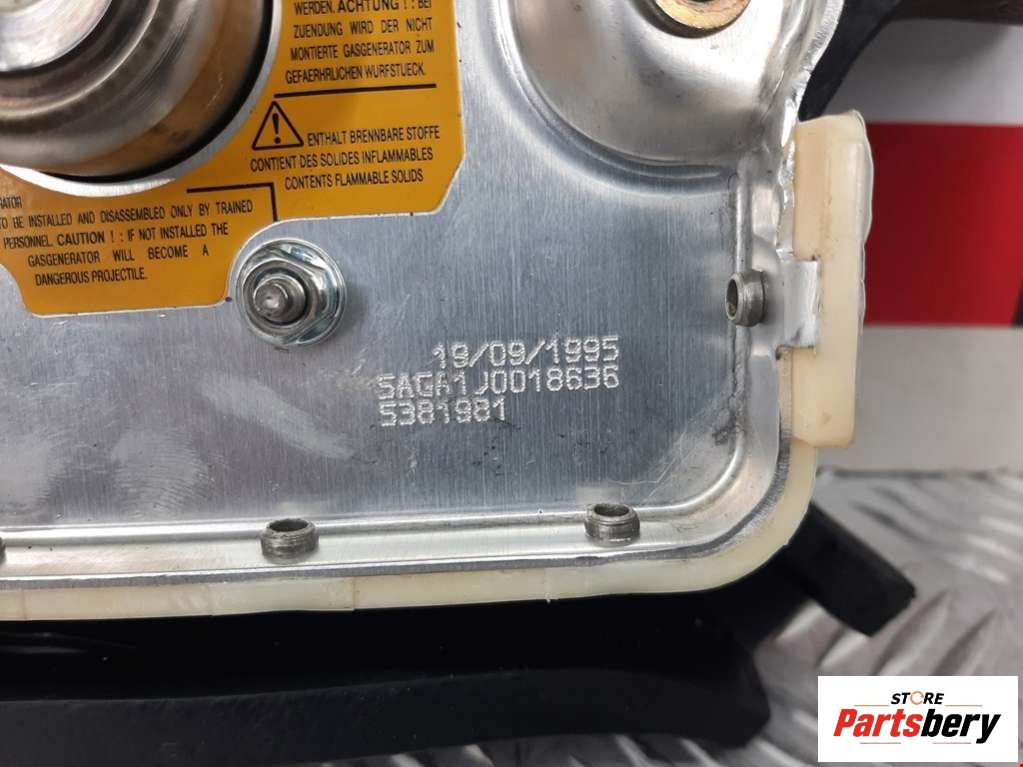 WERDEN. ACHTUNG ! : BEI
ZUENDUNG WIRD DER NICHT
MONTIERTE GASGENERATOR ZUM
GEFAEHRLICHEN WURFSTUECK.
ENTHALT BRENNBARE STOFFE
CONTIENT DES SOLIDES INFLAMMABLES
CONTENTS FLAMMABLE SOLIDS
BE INSTALLED AND DISASSEMBLED ONLY BY TRAINED
PERSONNEL. CAUTION ! : IF NOT INSTALLED THE
GASGENERATOR WILL BECOME A
DANGEROUS PROJECTILE.
19/09/1995
5AGA1J0018636
5381981
STORE
Partsbery